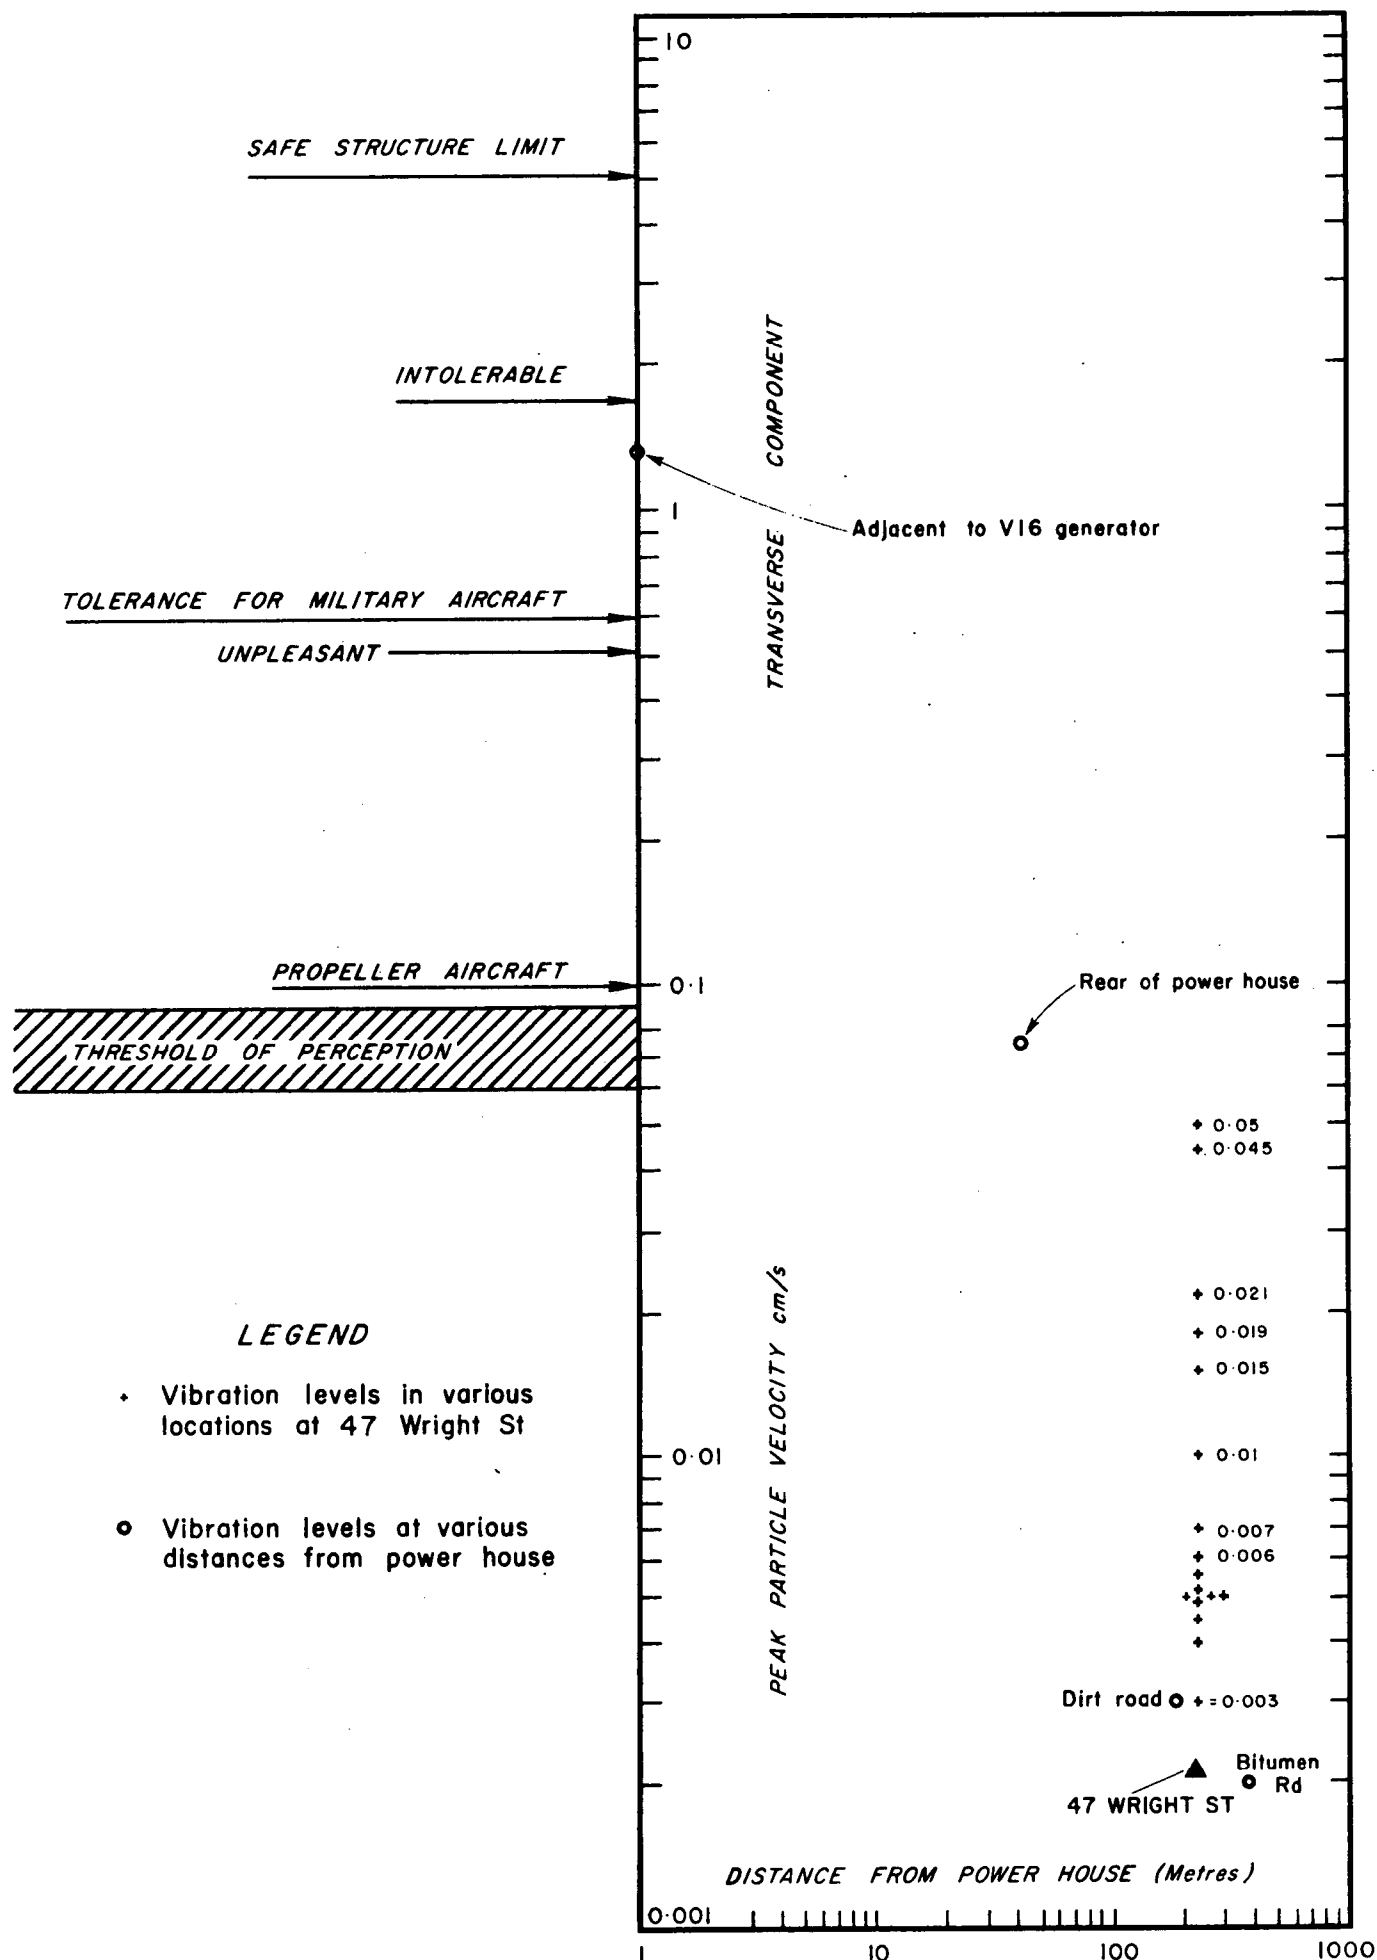 10
SAFE STRUCTURE LIMIT
INTOLERABLE
TRANSVERSE COMPONENT
1
Adjacent to V16 generator
TOLERANCE FOR MILITARY AIRCRAFT
UNPLEASANT
PROPELLER AIRCRAFT
0·1
Rear of power house
THRESHOLD OF PERCEPTION
0·05
0·045
PEAK PARTICLE VELOCITY cm/s
0·021
0·019
0·015
LEGEND
Vibration levels in various
locations at 47 Wright St
Vibration levels at various
distances from power house
0·01
0·01
0·007
0·006
Dirt road
= 0·003
Bitumen
Rd
47 WRIGHT ST
DISTANCE FROM POWER HOUSE (Metres)
0·001
1
10
100
1000